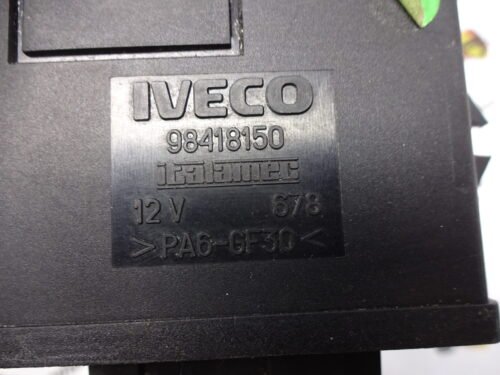 IVECO
98418150
italamec
12 V 678
>PA6-GF30<